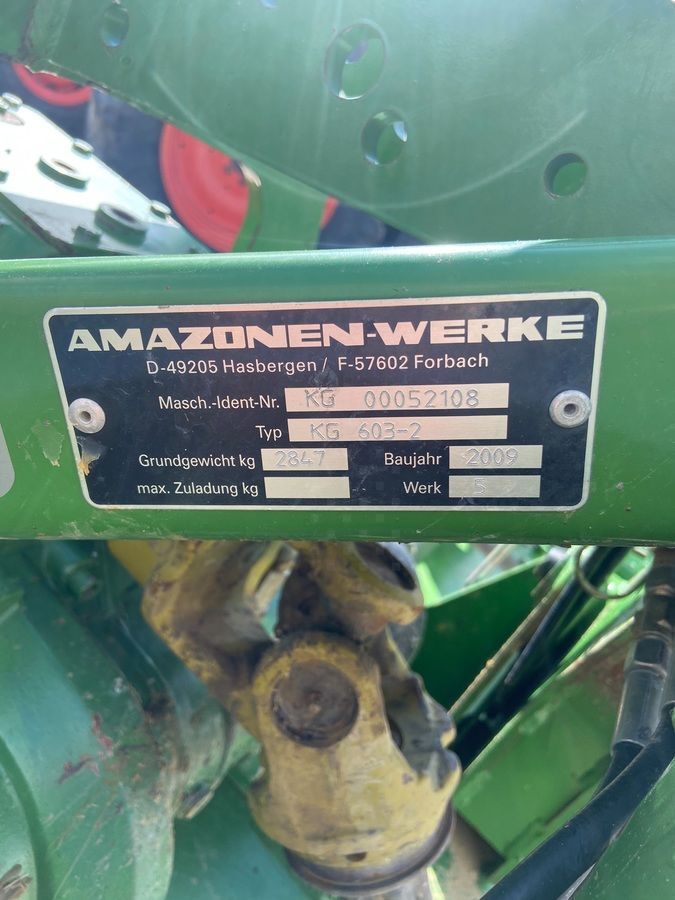 AMAZONEN-WERKE
D-49205 Hasbergen / F-57602 Forbach
Masch.-Ident-Nr. KG 00052108
Typ KG 603-2
Grundgewicht kg 2847 Baujahr 2009
max. Zuladung kg Werk 5